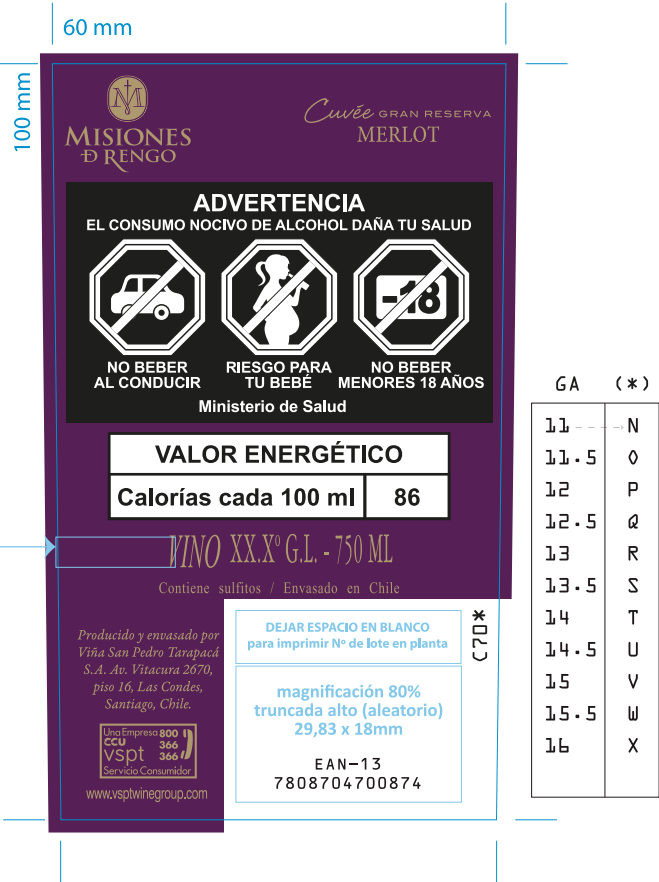 60 mm
100 mm
M
MISIONES
Đ RENGO
Cuvée GRAN RESERVA
MERLOT
ADVERTENCIA
EL CONSUMO NOCIVO DE ALCOHOL DAÑA TU SALUD
-18
NO BEBER
AL CONDUCIR
RIESGO PARA
TU BEBÉ
NO BEBER
MENORES 18 AÑOS
Ministerio de Salud
VALOR ENERGÉTICO
Calorías cada 100 ml 86
VINO XX.Xº G.L. - 750 ML
Contiene sulfitos / Envasado en Chile
Producido y envasado por
Viña San Pedro Tarapacá
S.A. Av. Vitacura 2670,
piso 16, Las Condes,
Santiago, Chile.
Una Empresa
CCU
vspt
800
366
366
Servicio Consumidor
www.vsptwinegroup.com
DEJAR ESPACIO EN BLANCO
para imprimir Nº de lote en planta
C70*
magnificación 80%
truncada alto (aleatorio)
29,83 x 18mm
EAN-13
7808704700874
GA (*)
11 N
11.5 O
12 P
12.5 Q
13 R
13.5 S
14 T
14.5 U
15 V
15.5 W
16 X